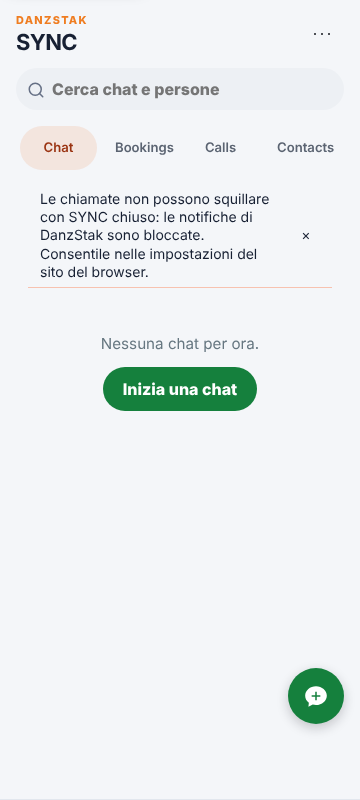 DANZSTAK
SYNC
...
Cerca chat e persone
Chat
Bookings
Calls
Contacts
Le chiamate non possono squillare
con SYNC chiuso: le notifiche di
DanzStak sono bloccate.
Consentile nelle impostazioni del
sito del browser.
×
Nessuna chat per ora.
Inizia una chat